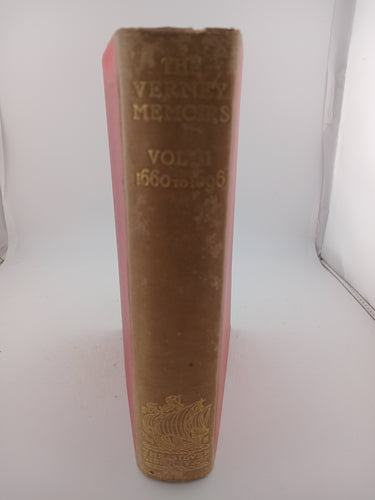 THE
VERNEY
MEMOIRS
VOL. II
1660 TO 1696